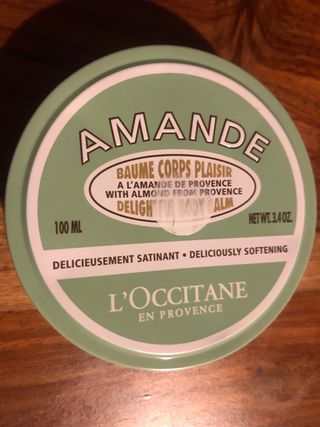 AMANDE
BAUME CORPS PLAISIR
A L'AMANDE DE PROVENCE
WITH ALMOND FROM PROVENCE
DELIGHTFUL BODY BALM
100 ML
NET WT. 3.4 OZ.
DELICIEUSEMENT SATINANT • DELICIOUSLY SOFTENING
L'OCCITANE
EN PROVENCE